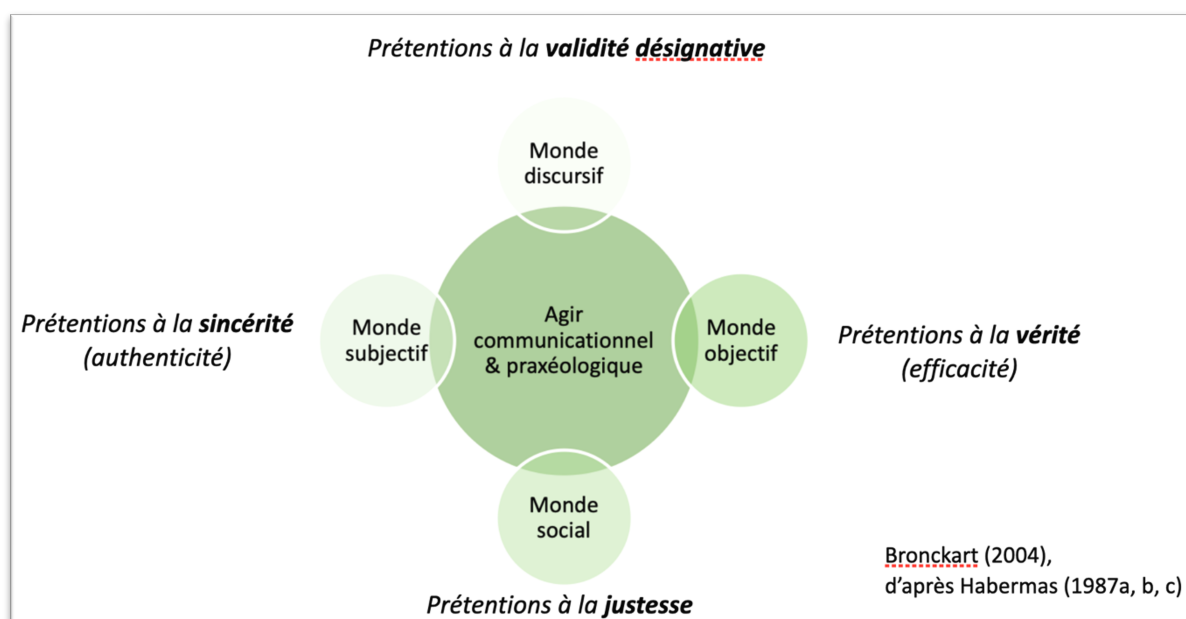 Prétentions à la validité désignative
Monde
discursif
Prétentions à la sincérité
(authenticité)
Monde
subjectif
Agir
communicationnel
& praxéologique
Monde
objectif
Prétentions à la vérité
(efficacité)
Monde
social
Prétentions à la justesse
Bronckart (2004),
d'après Habermas (1987a, b, c)